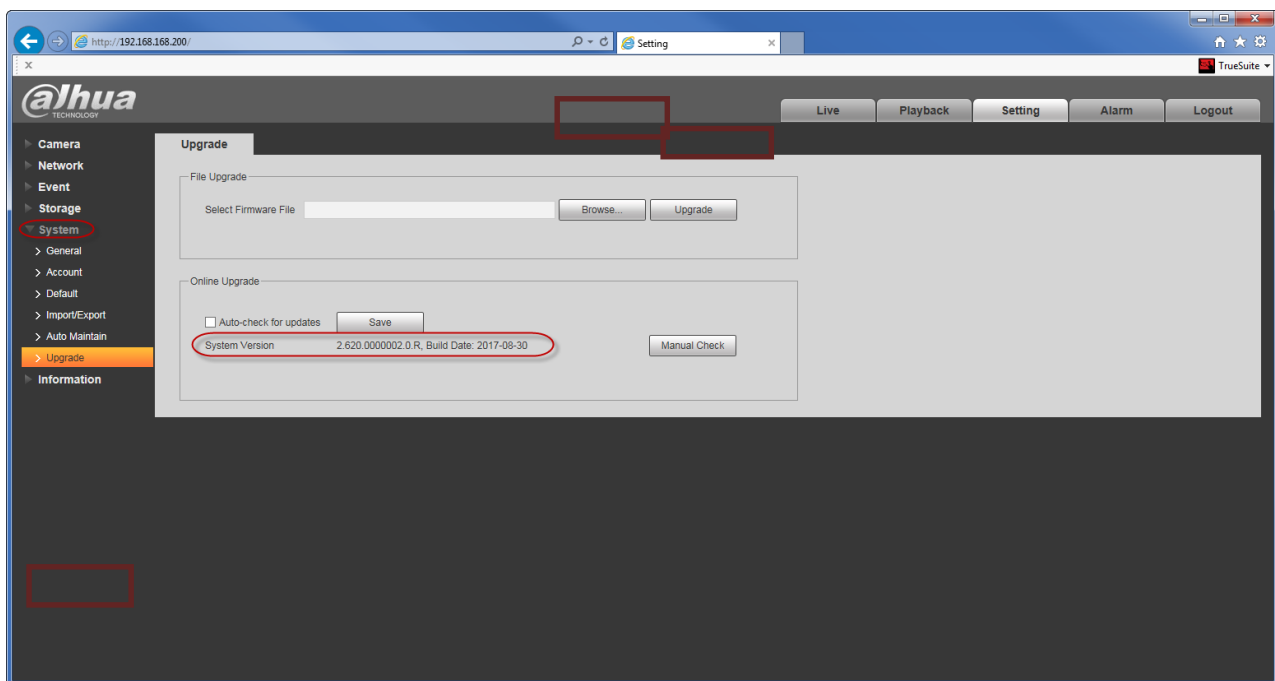 http://192.168.168.200/
Setting
TrueSuite
alhua
TECHNOLOGY
Live
Playback
Setting
Alarm
Logout
Camera
Network
Event
Storage
System
General
Account
Default
Import/Export
Auto Maintain
Upgrade
Information
Upgrade
File Upgrade
Select Firmware File
Browse...
Upgrade
Online Upgrade
Auto-check for updates
Save
System Version 2.620.0000002.0.R, Build Date: 2017-08-30
Manual Check